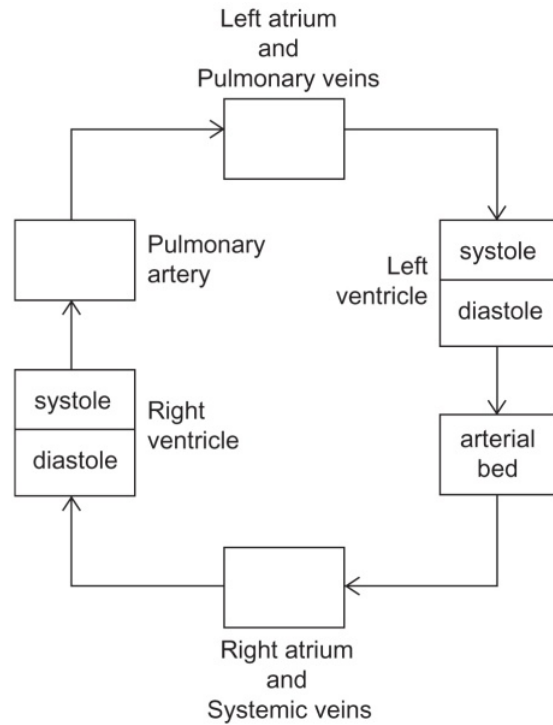 Left atrium
and
Pulmonary veins
Pulmonary
artery
Left
ventricle
systole
diastole
systole
diastole
Right
ventricle
arterial
bed
Right atrium
and
Systemic veins